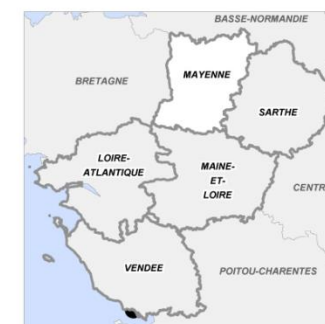 BASSE-NORMANDIE
MAYENNE
BRETAGNE
SARTHE
LOIRE-
ATLANTIQUE
MAINE-
ET-
LOIRE
CENTR
VENDEE
POITOU-CHARENTES